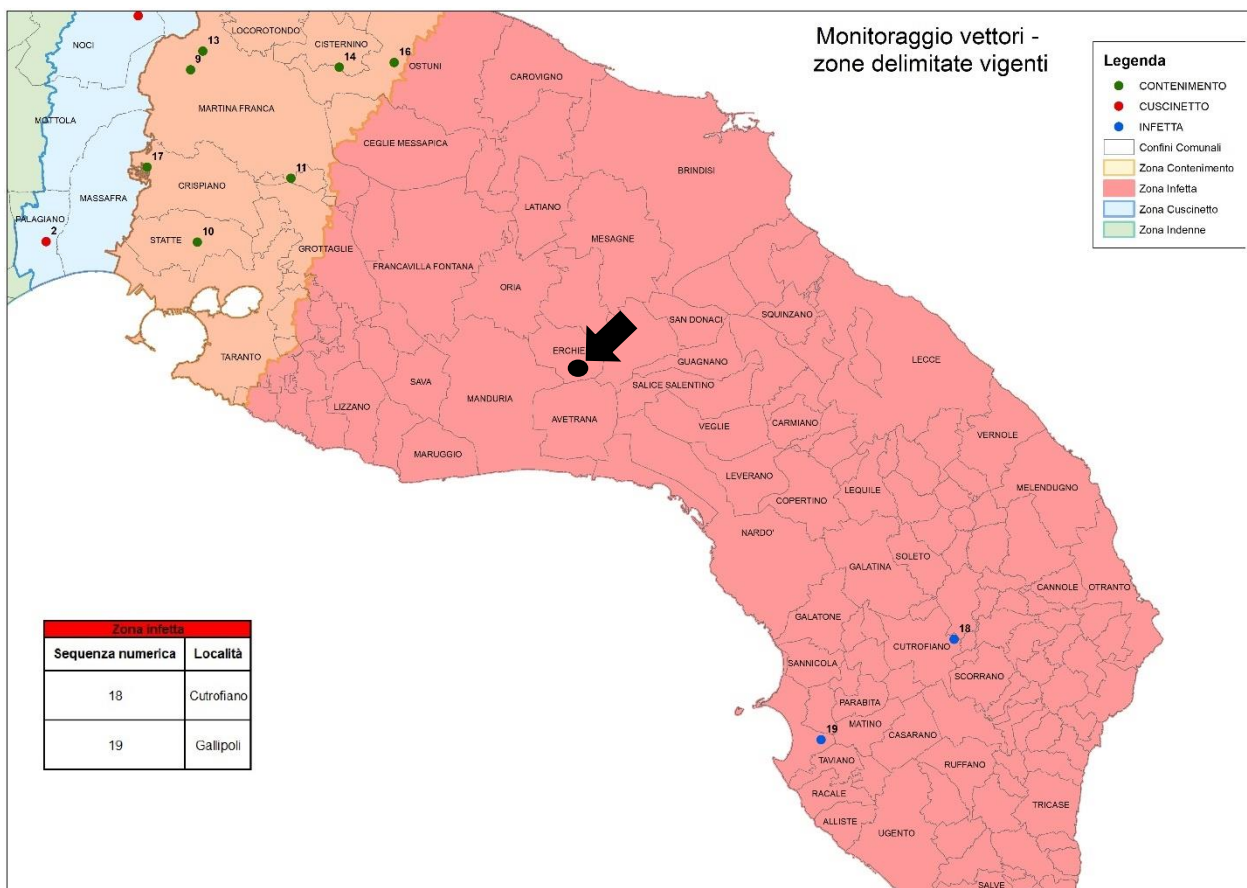 Monitoraggio vettori -
zone delimitate vigenti
Legenda
CONTENIMENTO
CUSCINETTO
INFETTA
Confini Comunali
Zona Contenimento
Zona Infetta
Zona Cuscinetto
Zona Indenne
NOCI
13
9
LOCOROTONDO
CISTERNINO
14
16
OSTUNI
CAROVIGNO
MARTINA FRANCA
MOTTOLA
CEGLIE MESSAPICA
BRINDISI
17
CRISPIANO
11
MASSAFRA
LATIANO
PALAGIANO
2
STATTE
10
MESAGNE
GROTTAGLIE
FRANCAVILLA FONTANA
ORIA
SAN DONACI
SQUINZANO
TARANTO
ERCHIE
GUAGNANO
LECCE
SAVA
SALICE SALENTINO
MANDURIA
LIZZANO
AVETRANA
VEGLIE
CARMIANO
VERNOLE
MARUGGIO
LEVERANO
COPERTINO
LEQUILE
MELENDUGNO
NARDO'
SOLETO
GALATINA
CANNOLE
OTRANTO
GALATONE
18
CUTROFIANO
SANNICOLA
SCORRANO
PARABITA
MATINO
19
CASARANO
TAVIANO
RUFFANO
RACALE
TRICASE
ALLISTE
UGENTO
SALVE
Zona infetta
Sequenza numerica Località
18 Cutrofiano
19 Gallipoli